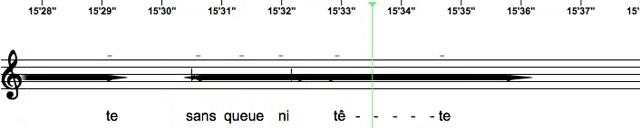 15'28" 15'29" 15'30" 15'31" 15'32" 15'33" 15'34" 15'35" 15'36" 15'37" 15'
te sans queue ni tê - - - - - te